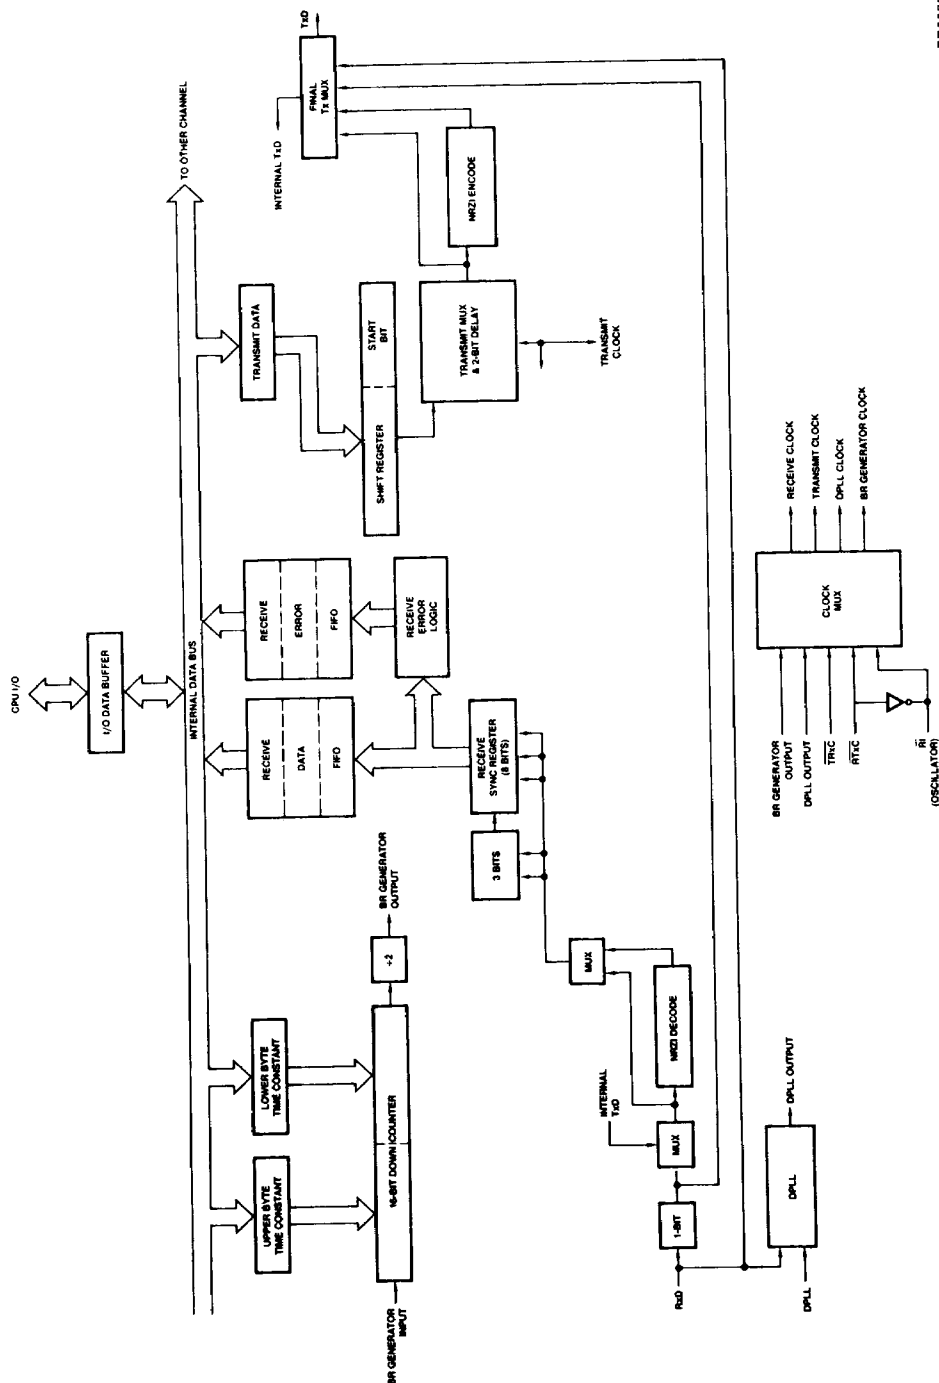 CPU I/O
I/O DATA BUFFER
INTERNAL DATA BUS
TO OTHER CHANNEL
UPPER BYTE
TIME CONSTANT
LOWER BYTE
TIME CONSTANT
BR GENERATOR
INPUT
16-BIT DOWN COUNTER
÷2
BR GENERATOR
OUTPUT
RECEIVE
DATA
FIFO
RECEIVE
ERROR
FIFO
RECEIVE
ERROR
LOGIC
3 BITS
RECEIVE
SYNC REGISTER
(8 BITS)
TRANSMIT DATA
SHIFT REGISTER
START
BIT
TRANSMIT MUX
& 2-BIT DELAY
TRANSMIT
CLOCK
NRZI ENCODE
INTERNAL TxD
FINAL
Tx MUX
TxD
RxD
1-BIT
MUX
INTERNAL
TxD
NRZI DECODE
MUX
DPLL
DPLL
DPLL OUTPUT
BR GENERATOR
OUTPUT
DPLL OUTPUT
TRxC
RTxC
RI
(OSCILLATOR)
CLOCK
MUX
RECEIVE CLOCK
TRANSMIT CLOCK
DPLL CLOCK
BR GENERATOR CLOCK